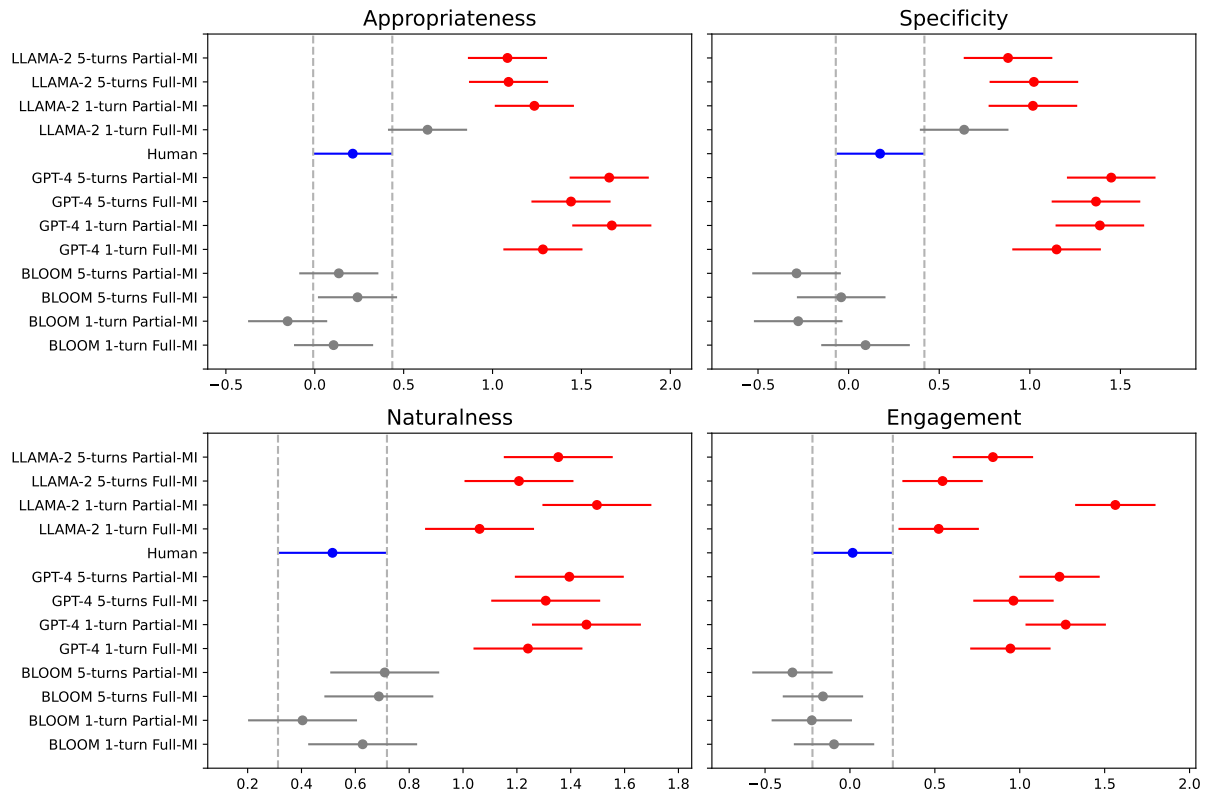 Appropriateness
Specificity
LLAMA-2 5-turns Partial-MI
LLAMA-2 5-turns Full-MI
LLAMA-2 1-turn Partial-MI
LLAMA-2 1-turn Full-MI
Human
GPT-4 5-turns Partial-MI
GPT-4 5-turns Full-MI
GPT-4 1-turn Partial-MI
GPT-4 1-turn Full-MI
BLOOM 5-turns Partial-MI
BLOOM 5-turns Full-MI
BLOOM 1-turn Partial-MI
BLOOM 1-turn Full-MI
−0.5 0.0 0.5 1.0 1.5 2.0
−0.5 0.0 0.5 1.0 1.5
Naturalness
Engagement
LLAMA-2 5-turns Partial-MI
LLAMA-2 5-turns Full-MI
LLAMA-2 1-turn Partial-MI
LLAMA-2 1-turn Full-MI
Human
GPT-4 5-turns Partial-MI
GPT-4 5-turns Full-MI
GPT-4 1-turn Partial-MI
GPT-4 1-turn Full-MI
BLOOM 5-turns Partial-MI
BLOOM 5-turns Full-MI
BLOOM 1-turn Partial-MI
BLOOM 1-turn Full-MI
0.2 0.4 0.6 0.8 1.0 1.2 1.4 1.6 1.8
−0.5 0.0 0.5 1.0 1.5 2.0